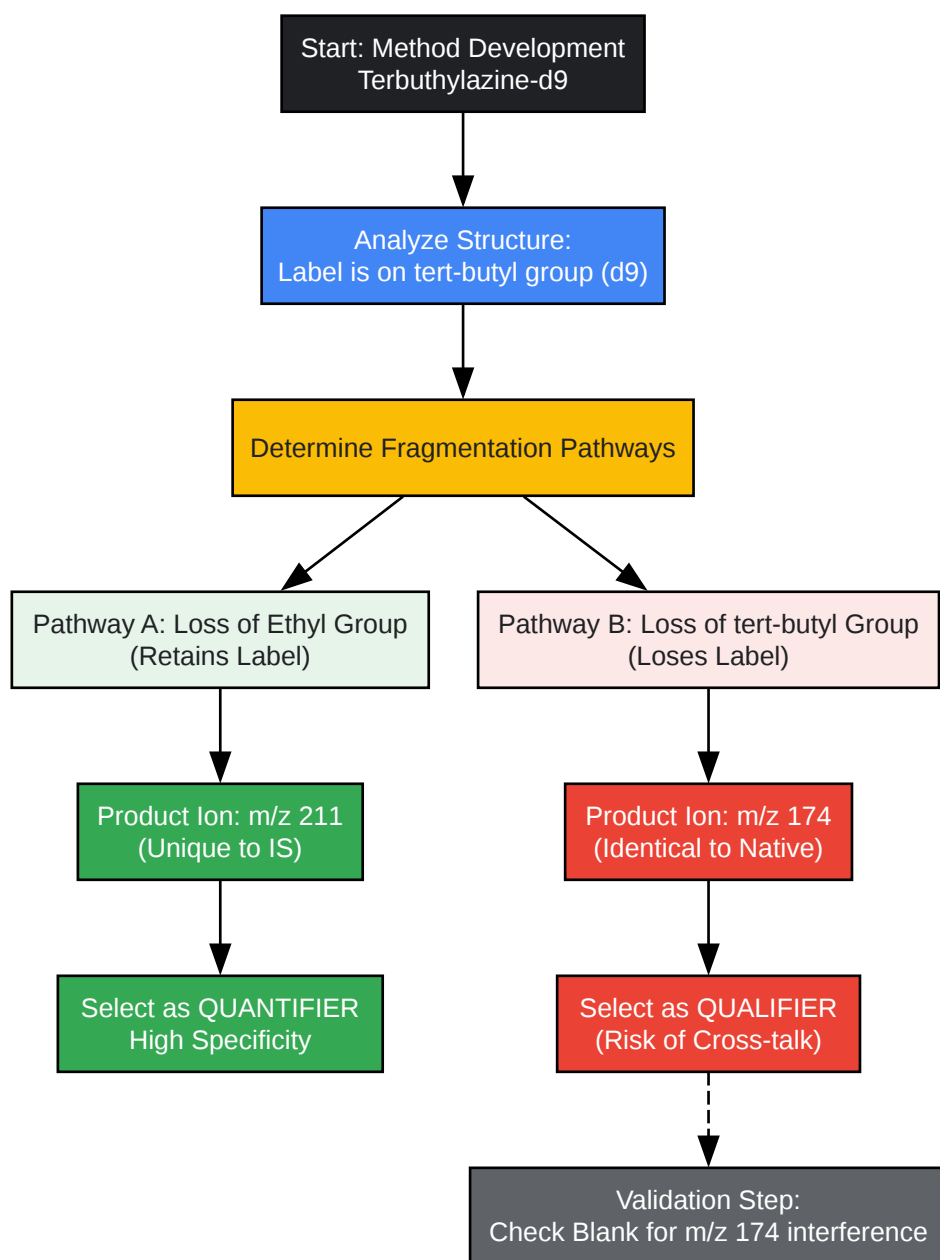 Start: Method Development
Terbuthylazine-d9
Analyze Structure:
Label is on tert-butyl group (d9)
Determine Fragmentation Pathways
Pathway A: Loss of Ethyl Group
(Retains Label)
Pathway B: Loss of tert-butyl Group
(Loses Label)
Product Ion: m/z 211
(Unique to IS)
Product Ion: m/z 174
(Identical to Native)
Select as QUANTIFIER
High Specificity
Select as QUALIFIER
(Risk of Cross-talk)
Validation Step:
Check Blank for m/z 174 interference